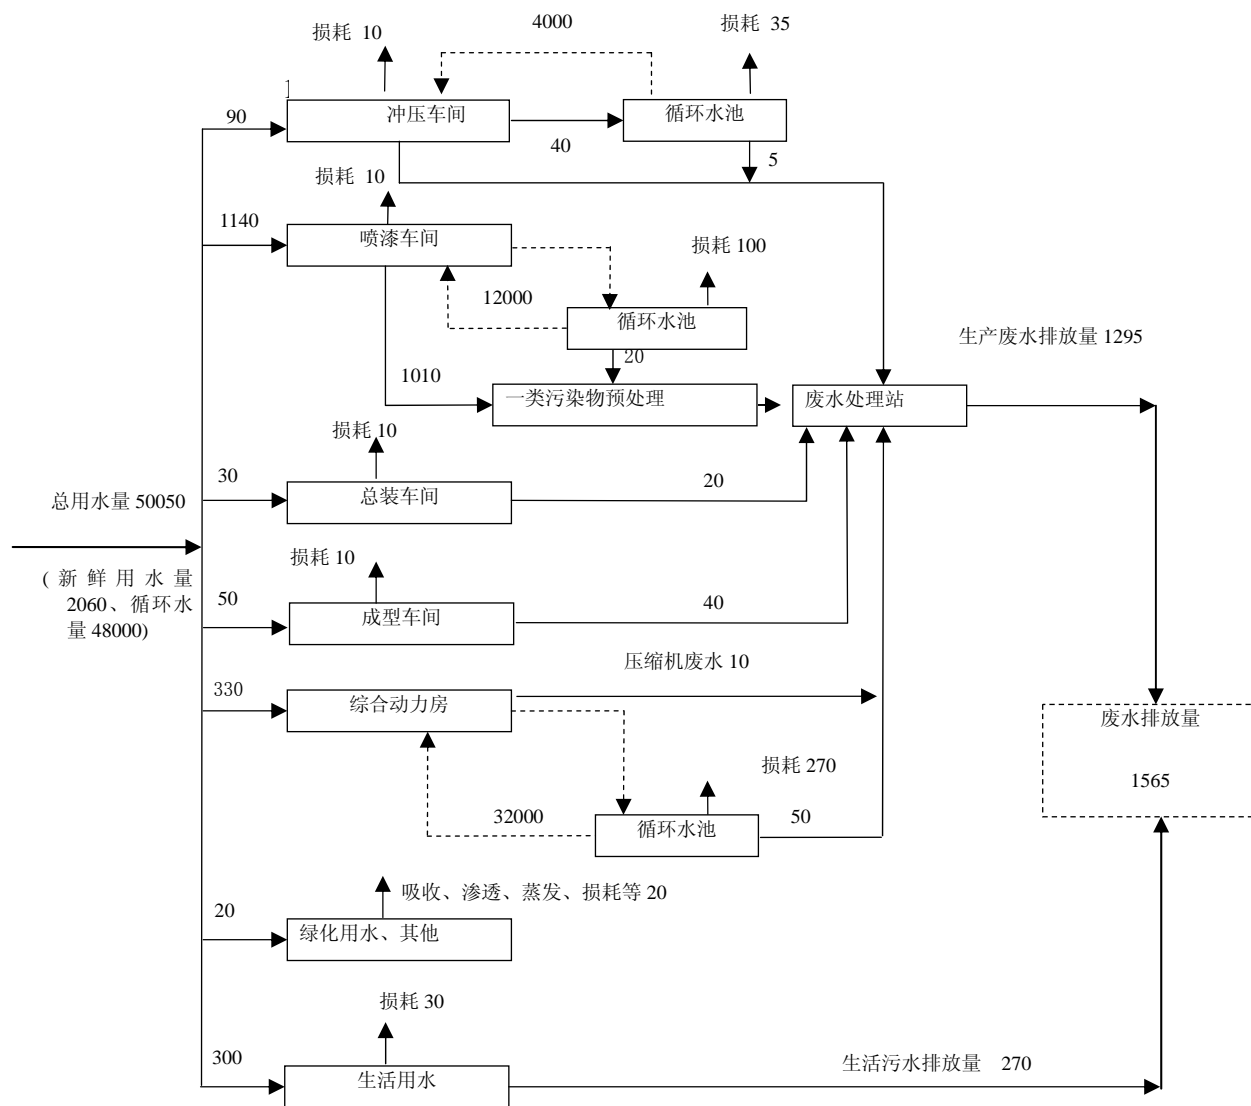 损耗 10
4000
损耗 35
90
冲压车间
40
循环水池
5
损耗 10
1140
喷漆车间
损耗 100
12000
循环水池
20
生产废水排放量 1295
1010
一类污染物预处理
废水处理站
损耗 10
30
总装车间
20
总用水量 50050
(新鲜用水量
2060、循环水
量 48000)
损耗 10
50
成型车间
40
压缩机废水 10
330
综合动力房
废水排放量
1565
损耗 270
32000
循环水池
50
吸收、渗透、蒸发、损耗等 20
20
绿化用水、其他
损耗 30
300
生活用水
生活污水排放量 270